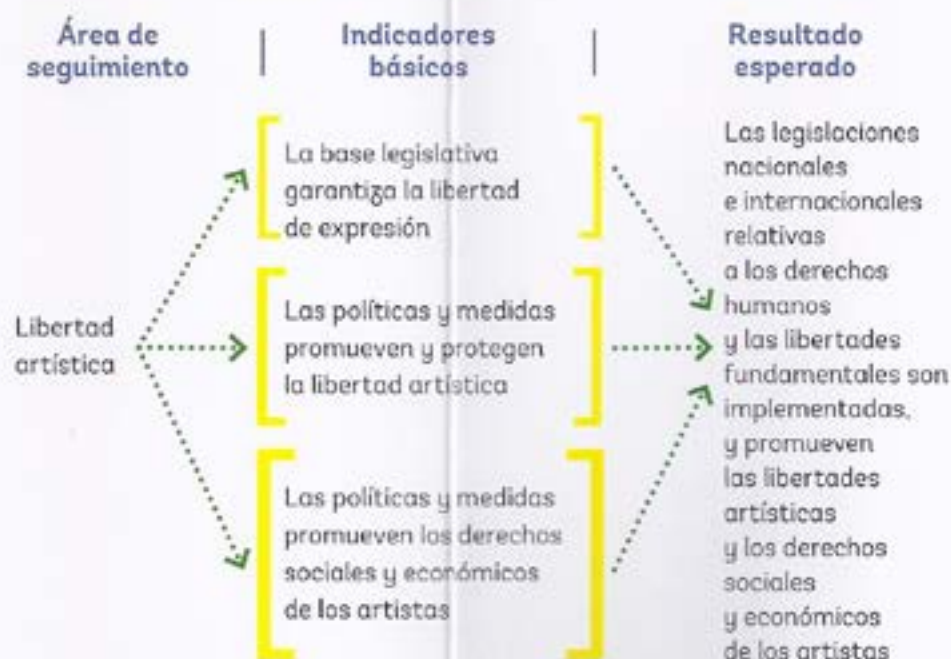 Área de
seguimiento
Indicadores
básicos
Resultado
esperado
Libertad
artística
La base legislativa
garantiza la libertad
de expresión
Las políticas y medidas
promueven y protegen
la libertad artística
Las políticas y medidas
promueven los derechos
sociales y económicos
de los artistas
Las legislaciones
nacionales
e internacionales
relativas
a los derechos
humanos
y las libertades
fundamentales son
implementadas,
y promueven
las libertades
artísticas
y los derechos
sociales
y económicos
de los artistas